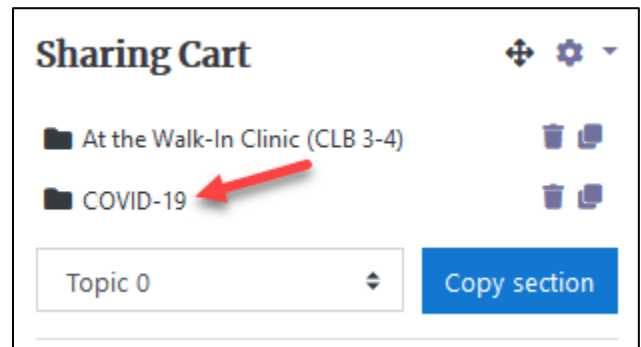 Sharing Cart
At the Walk-In Clinic (CLB 3-4)
COVID-19
Topic 0 Copy section